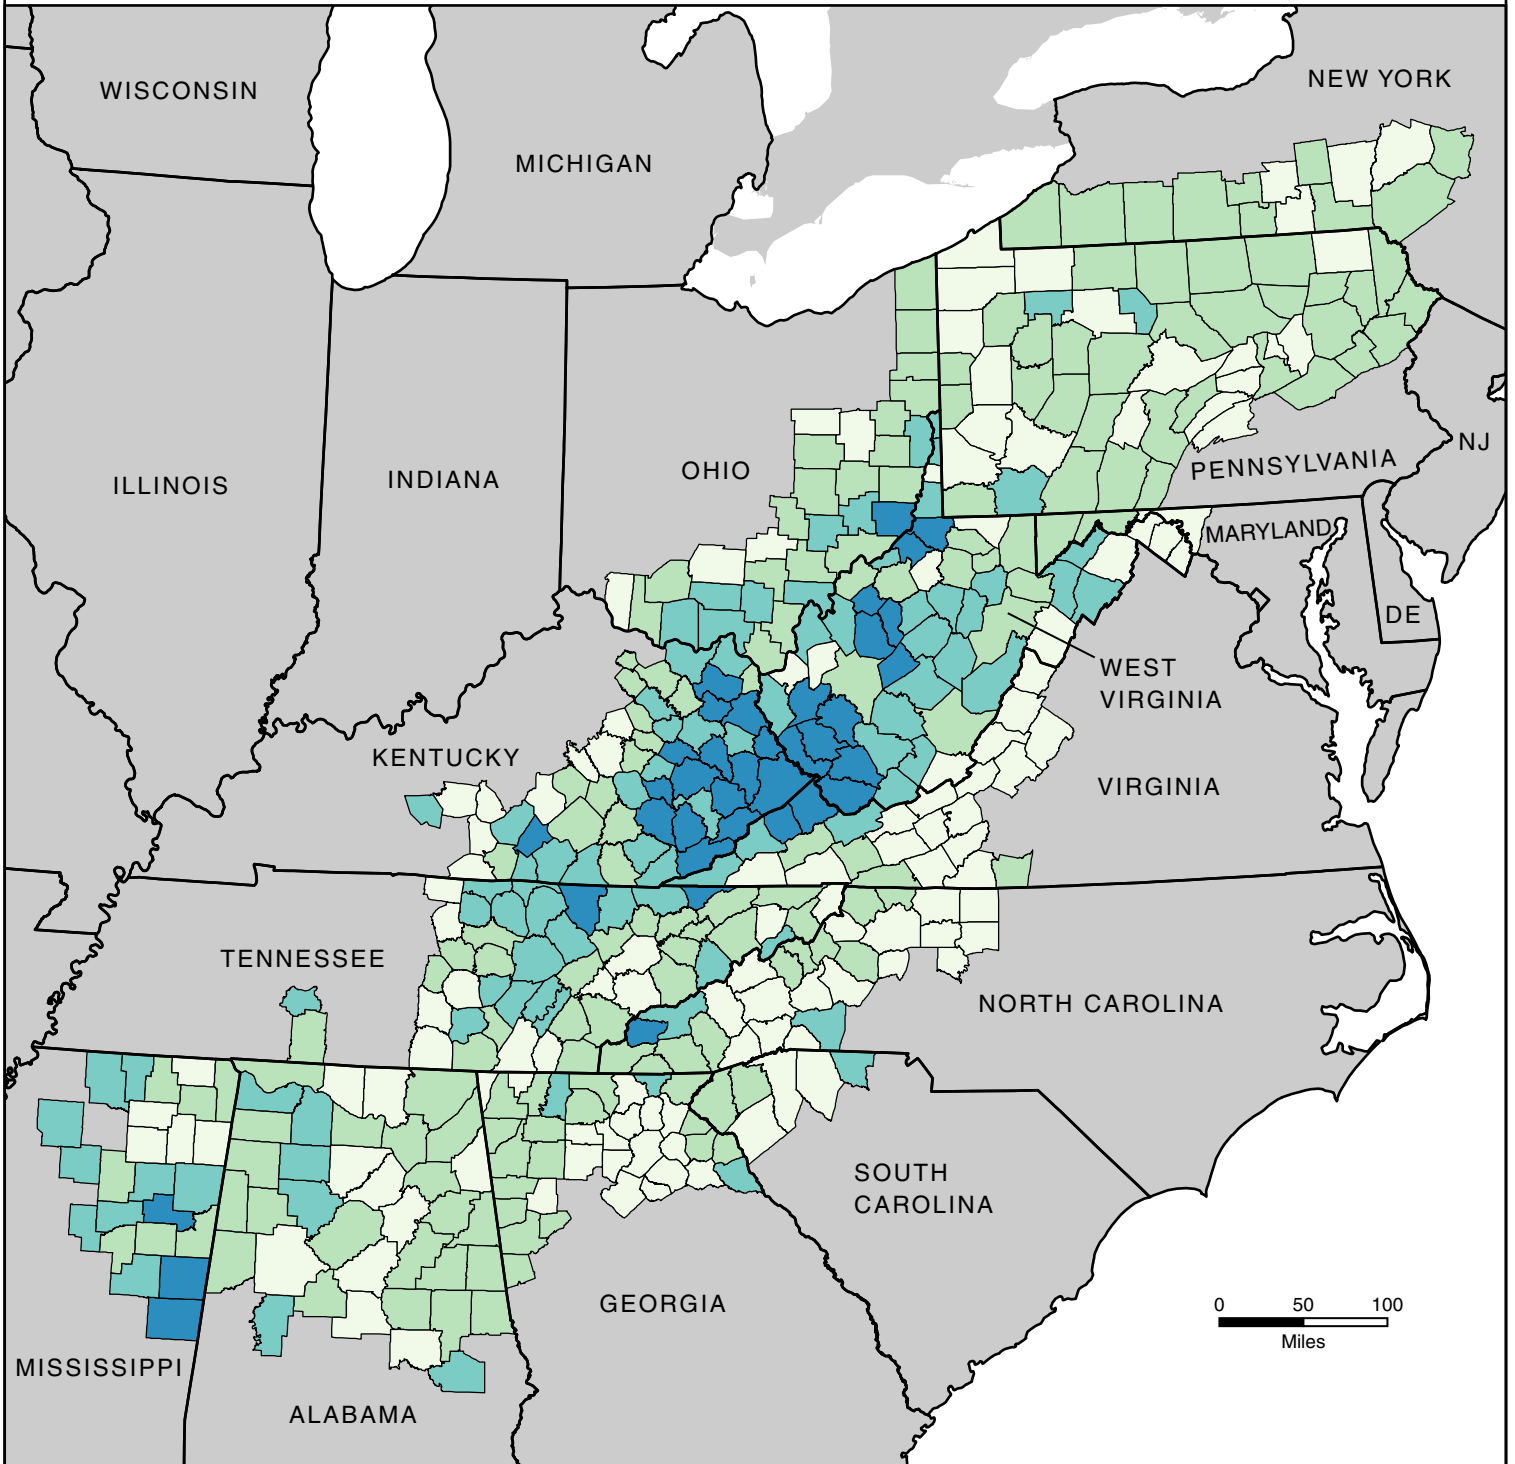 WISCONSIN
NEW YORK
MICHIGAN
NJ
PENNSYLVANIA
OHIO
INDIANA
ILLINOIS
MARYLAND
DE
WEST
VIRGINIA
KENTUCKY
VIRGINIA
TENNESSEE
NORTH CAROLINA
SOUTH
CAROLINA
GEORGIA
0 50 100
Miles
MISSISSIPPI
ALABAMA